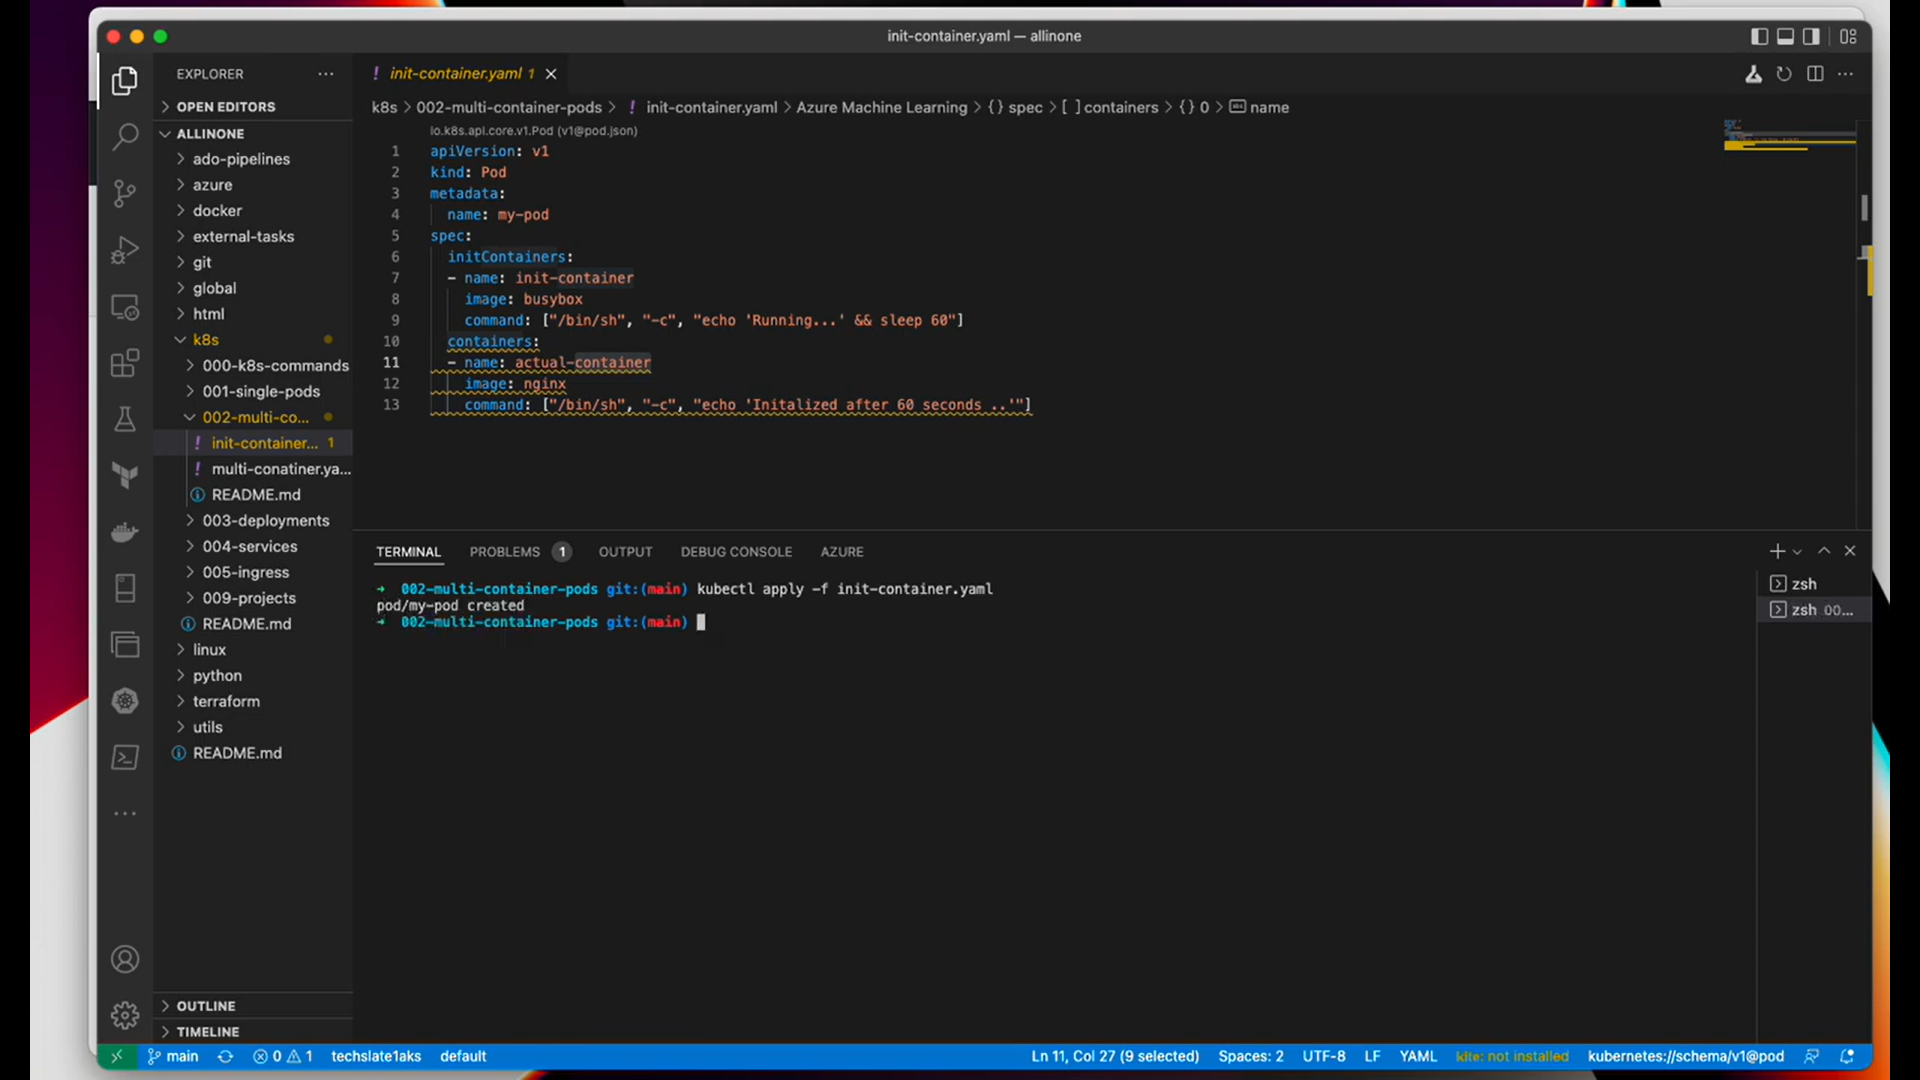 init-container.yaml — allinone
EXPLORER
OPEN EDITORS
ALLINONE
ado-pipelines
azure
docker
external-tasks
git
global
html
k8s
000-k8s-commands
001-single-pods
002-multi-co...
init-container... 1
multi-conatiner.ya...
README.md
003-deployments
004-services
005-ingress
009-projects
README.md
linux
python
terraform
utils
README.md
OUTLINE
TIMELINE
! init-container.yaml 1
k8s > 002-multi-container-pods > ! init-container.yaml > Azure Machine Learning > {} spec > [ ] containers > {} 0 > name
io.k8s.api.core.v1.Pod (v1@pod.json)
1 apiVersion: v1
2 kind: Pod
3 metadata:
4 name: my-pod
5 spec:
6 initContainers:
7 - name: init-container
8 image: busybox
9 command: ["/bin/sh", "-c", "echo 'Running...' && sleep 60"]
10 containers:
11 - name: actual-container
12 image: nginx
13 command: ["/bin/sh", "-c", "echo 'Initalized after 60 seconds ..'"]
TERMINAL PROBLEMS 1 OUTPUT DEBUG CONSOLE AZURE
→ 002-multi-container-pods git:(main) kubectl apply -f init-container.yaml
pod/my-pod created
→ 002-multi-container-pods git:(main)
zsh
zsh 00...
main 0 1 techslate1aks default Ln 11, Col 27 (9 selected) Spaces: 2 UTF-8 LF YAML kite: not installed kubernetes://schema/v1@pod